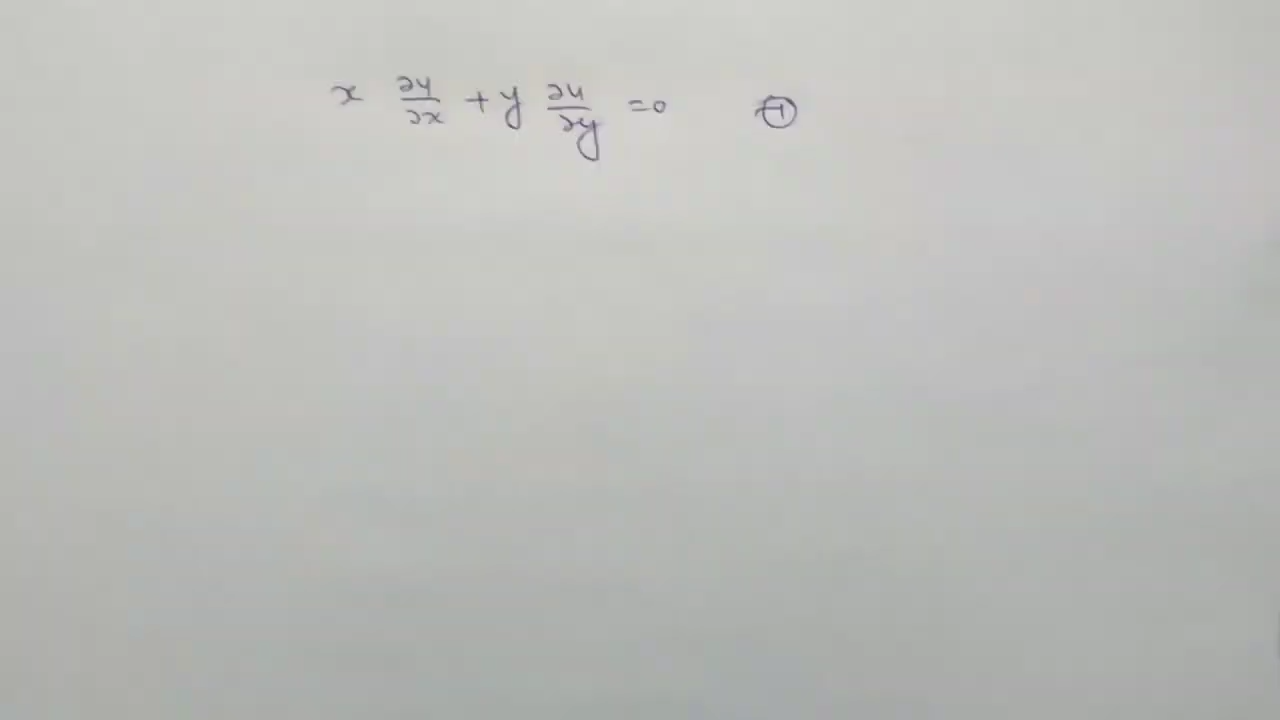 x ∂u/∂x + y ∂u/∂y = 0 ①